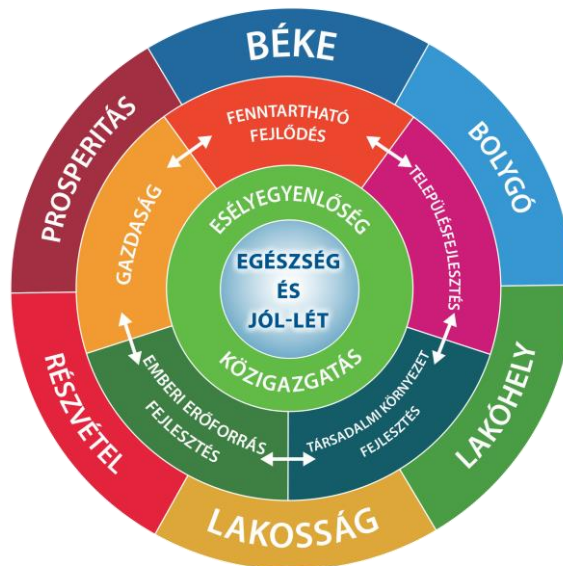 BÉKE
BOLYGÓ
LAKÓHELY
LAKOSSÁG
RÉSZVÉTEL
PROSPERITÁS
FENNTARTHATÓ
FEJLŐDÉS
TELEPÜLÉSFEJLESZTÉS
TÁRSADALMI KÖRNYEZET
FEJLESZTÉS
EMBERI ERŐFORRÁS
FEJLESZTÉS
GAZDASÁG
ESÉLYEGYENLŐSÉG
EGÉSZSÉG
ÉS
JÓL-LÉT
KÖZIGAZGATÁS